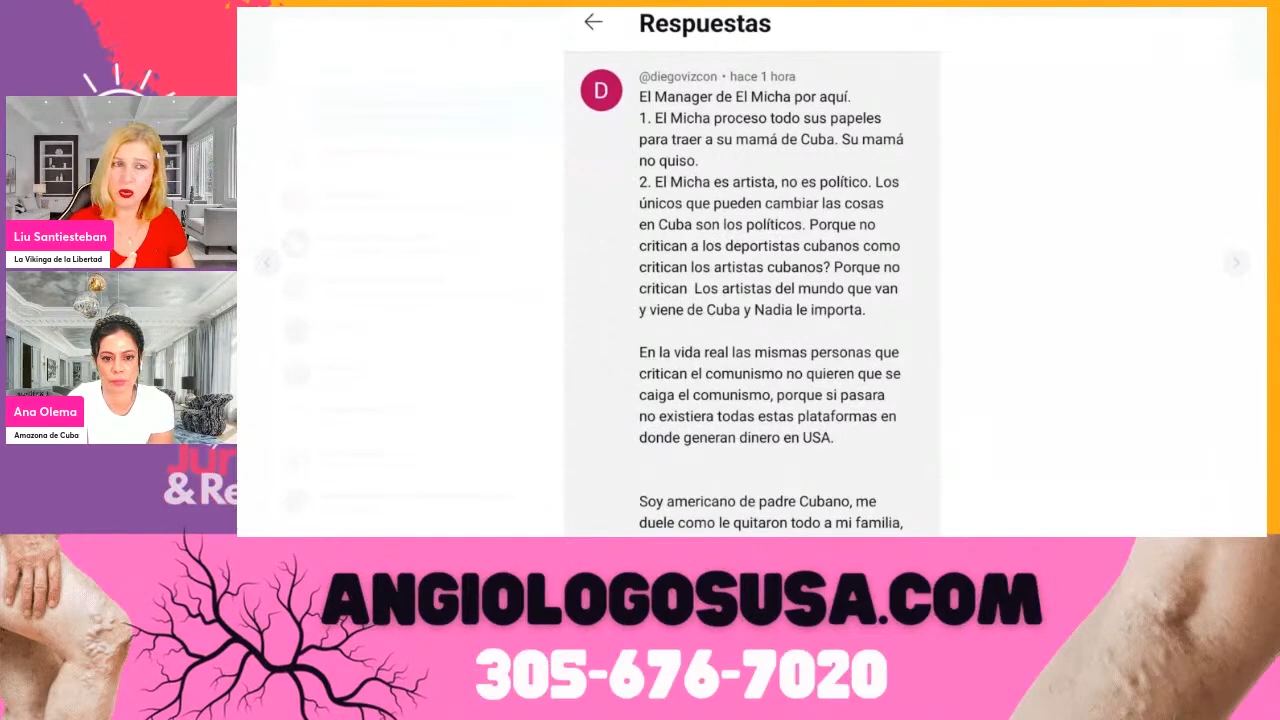 Respuestas
D
@diegovizcon • hace 1 hora
El Manager de El Micha por aquí.
1. El Micha proceso todo sus papeles
para traer a su mamá de Cuba. Su mamá
no quiso.
2. El Micha es artista, no es político. Los
únicos que pueden cambiar las cosas
en Cuba son los políticos. Porque no
critican a los deportistas cubanos como
critican los artistas cubanos? Porque no
critican Los artistas del mundo que van
y viene de Cuba y Nadia le importa.
En la vida real las mismas personas que
critican el comunismo no quieren que se
caiga el comunismo, porque si pasara
no existiera todas estas plataformas en
donde generan dinero en USA.
Soy americano de padre Cubano, me
duele como le quitaron todo a mi familia,
Liu Santiesteban
La Vikinga de la Libertad
Ana Olema
Amazona de Cuba
& Re
ANGIOLOGOSUSA.COM
305-676-7020